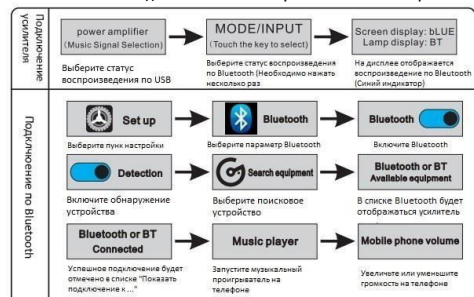 Подключение
усилителя
power amplifier
(Music Signal Selection)
MODE/INPUT
(Touch the key to select)
Screen display: bLUE
Lamp display: BT
Выберите статус
воспроизведения по USB
Выберите статус воспроизведения
по Bluetooth (Необходимо нажать
несколько раз
На дисплее отображается
воспроизведение по Bleutooth
(Синий индикатор)
Подключение по Bluetooth
Set up
Bluetooth
Bluetooth
Выберите пунк настройки
Выберите параметр Bluetooth
Включите Bluetooth
Detection
Search equipment
Bluetooth or BT
Available equipment
Включите обнаружение
устройства
Выберите поисковое
устройство
В списке Bluetooth будет
отображаться усилитель
Bluetooth or BT
Connected
Music player
Mobile phone volume
Успешное подключение будет
отмечено в списке "Показать
подключение к ..."
Запустите музыкальный
проигрыватель на
телефоне
Увеличьте или уменьшите
громкость на телефоне